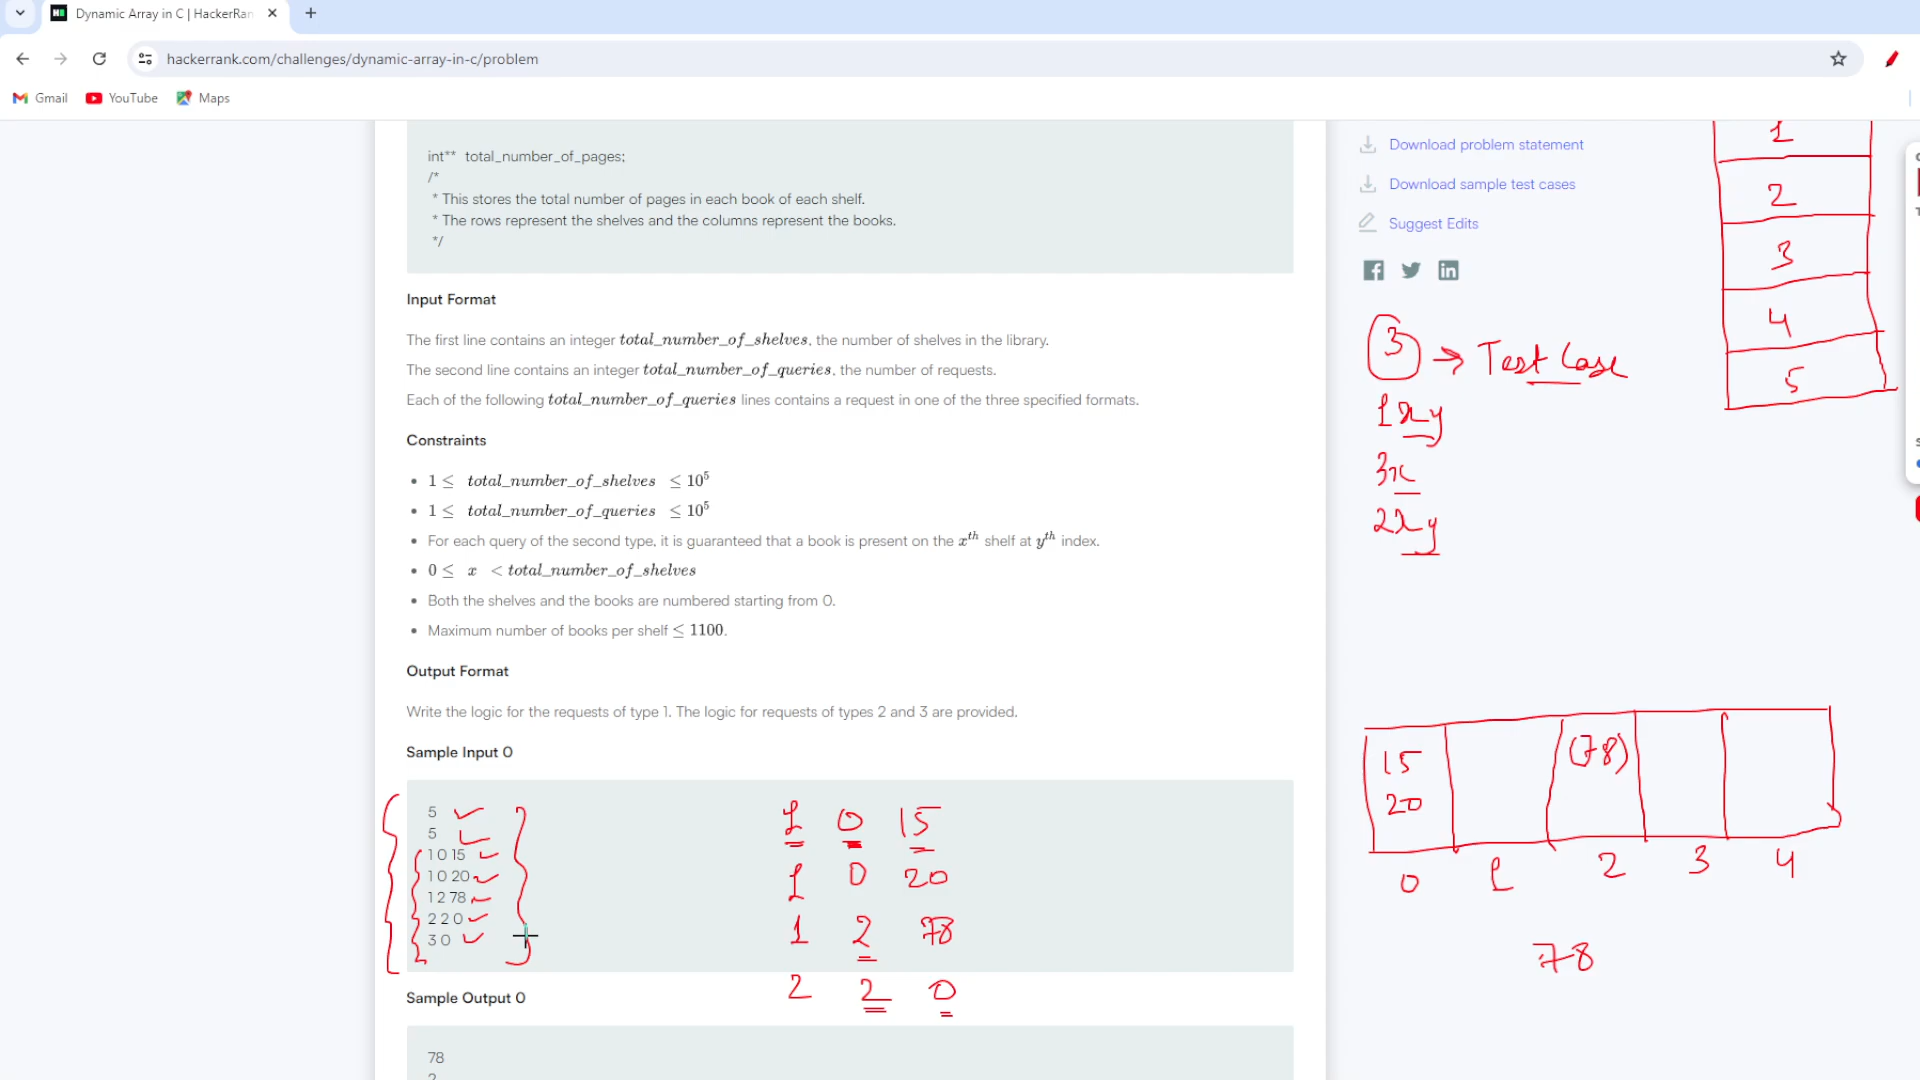 Dynamic Array in C | HackerRan
hackerrank.com/challenges/dynamic-array-in-c/problem
Gmail YouTube Maps
int** total_number_of_pages;
/*
* This stores the total number of pages in each book of each shelf.
* The rows represent the shelves and the columns represent the books.
*/
Input Format
The first line contains an integer total_number_of_shelves, the number of shelves in the library.
The second line contains an integer total_number_of_queries, the number of requests.
Each of the following total_number_of_queries lines contains a request in one of the three specified formats.
Constraints
• 1 ≤ total_number_of_shelves ≤ 10⁵
• 1 ≤ total_number_of_queries ≤ 10⁵
• For each query of the second type, it is guaranteed that a book is present on the xᵗʰ shelf at yᵗʰ index.
• 0 ≤ x < total_number_of_shelves
• Both the shelves and the books are numbered starting from 0.
• Maximum number of books per shelf ≤ 1100.
Output Format
Write the logic for the requests of type 1. The logic for requests of types 2 and 3 are provided.
Sample Input 0
5
5
1 0 15
1 0 20
1 2 78
2 2 0
3 0
1 0 15
1 0 20
1 2 78
2 2 0
Sample Output 0
78
2
Download problem statement
Download sample test cases
Suggest Edits
1
2
3
4
5
3 → Test Case
1 x y
3x
2 x y
15 (78)
20
0 1 2 3 4
78